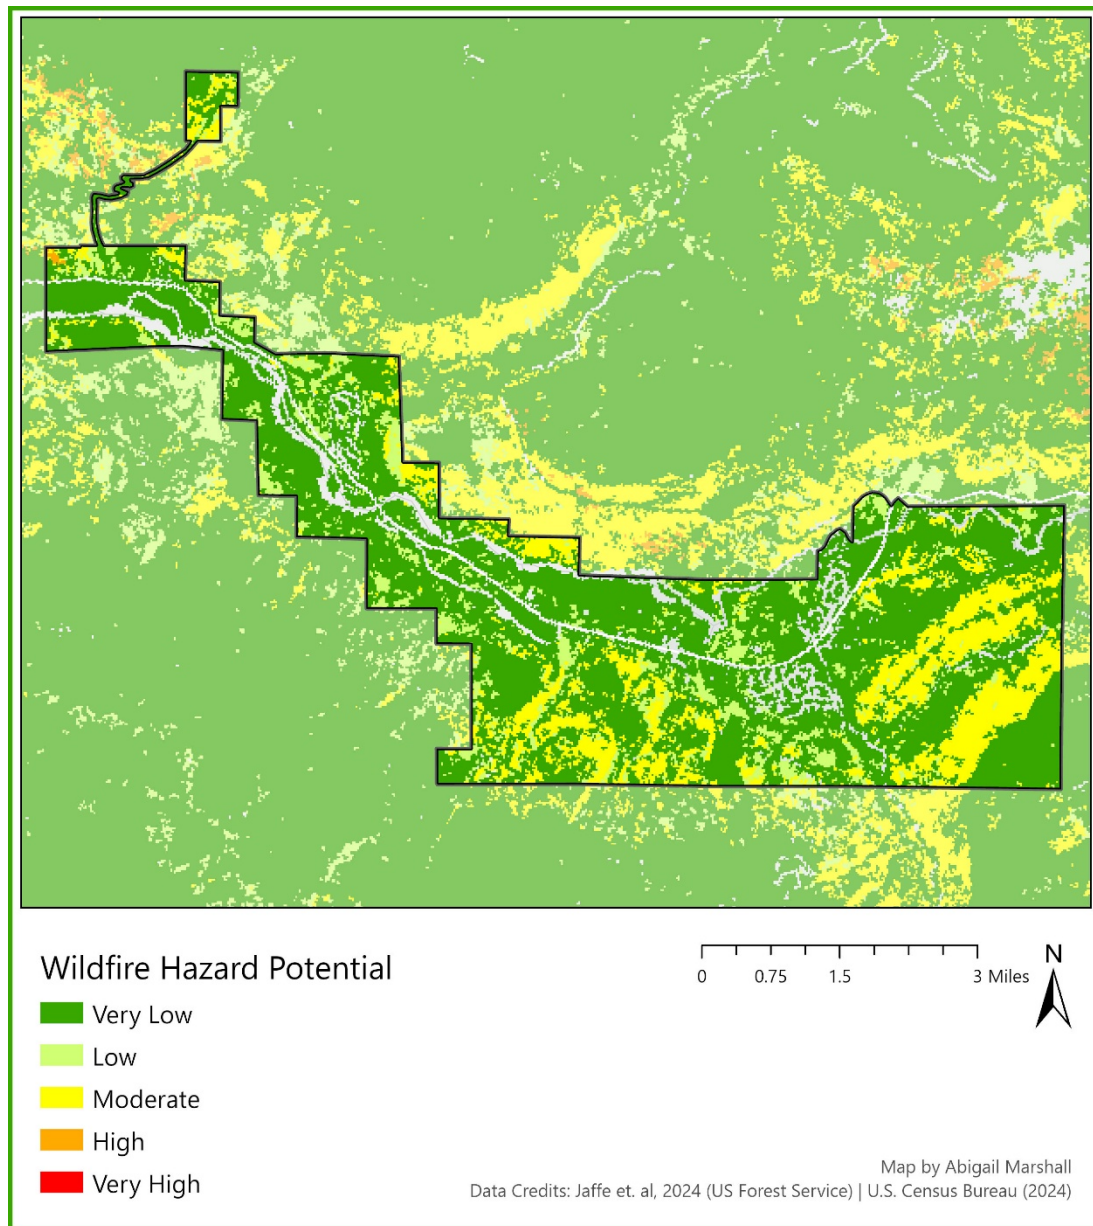 Wildfire Hazard Potential
Very Low
Low
Moderate
High
Very High
0 0.75 1.5 3 Miles
N
Map by Abigail Marshall
Data Credits: Jaffe et. al, 2024 (US Forest Service) | U.S. Census Bureau (2024)